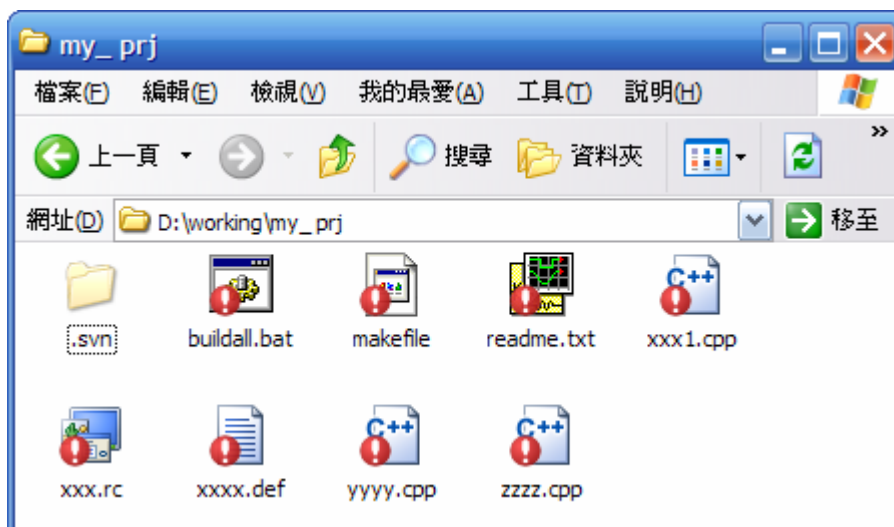 my_ prj
檔案(F) 編輯(E) 檢視(V) 我的最愛(A) 工具(T) 說明(H)
上一頁 搜尋 資料夾 »
網址(D) D:\working\my_ prj 移至
.svn buildall.bat makefile readme.txt xxx1.cpp
xxx.rc xxxx.def yyyy.cpp zzzz.cpp